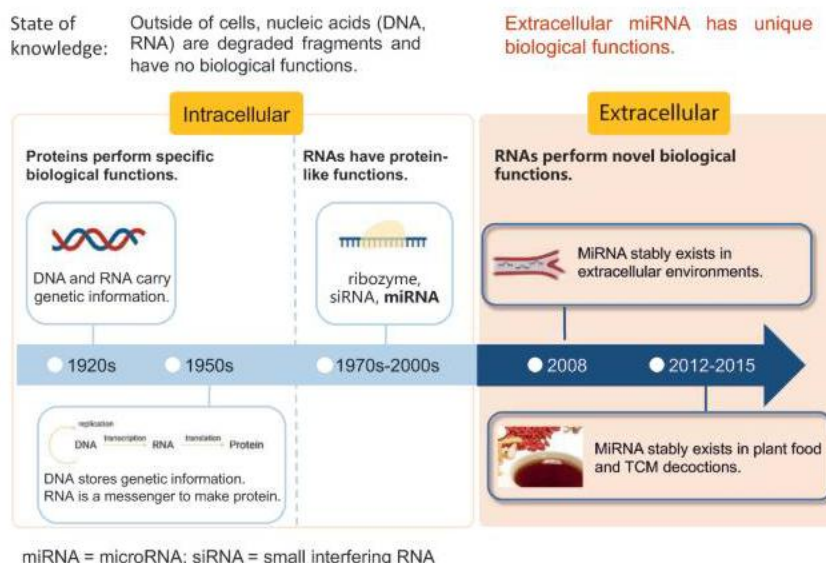 State of knowledge:
Outside of cells, nucleic acids (DNA,
RNA) are degraded fragments and
have no biological functions.
Extracellular miRNA has unique
biological functions.
Intracellular
Extracellular
Proteins perform specific
biological functions.
RNAs have protein-
like functions.
RNAs perform novel biological
functions.
DNA and RNA carry
genetic information.
ribozyme,
siRNA, miRNA
MiRNA stably exists in
extracellular environments.
1920s
1950s
1970s-2000s
2008
2012-2015
replication
DNA transcription RNA translation Protein
DNA stores genetic information.
RNA is a messenger to make protein.
MiRNA stably exists in plant food
and TCM decoctions.
miRNA = microRNA; siRNA = small interfering RNA